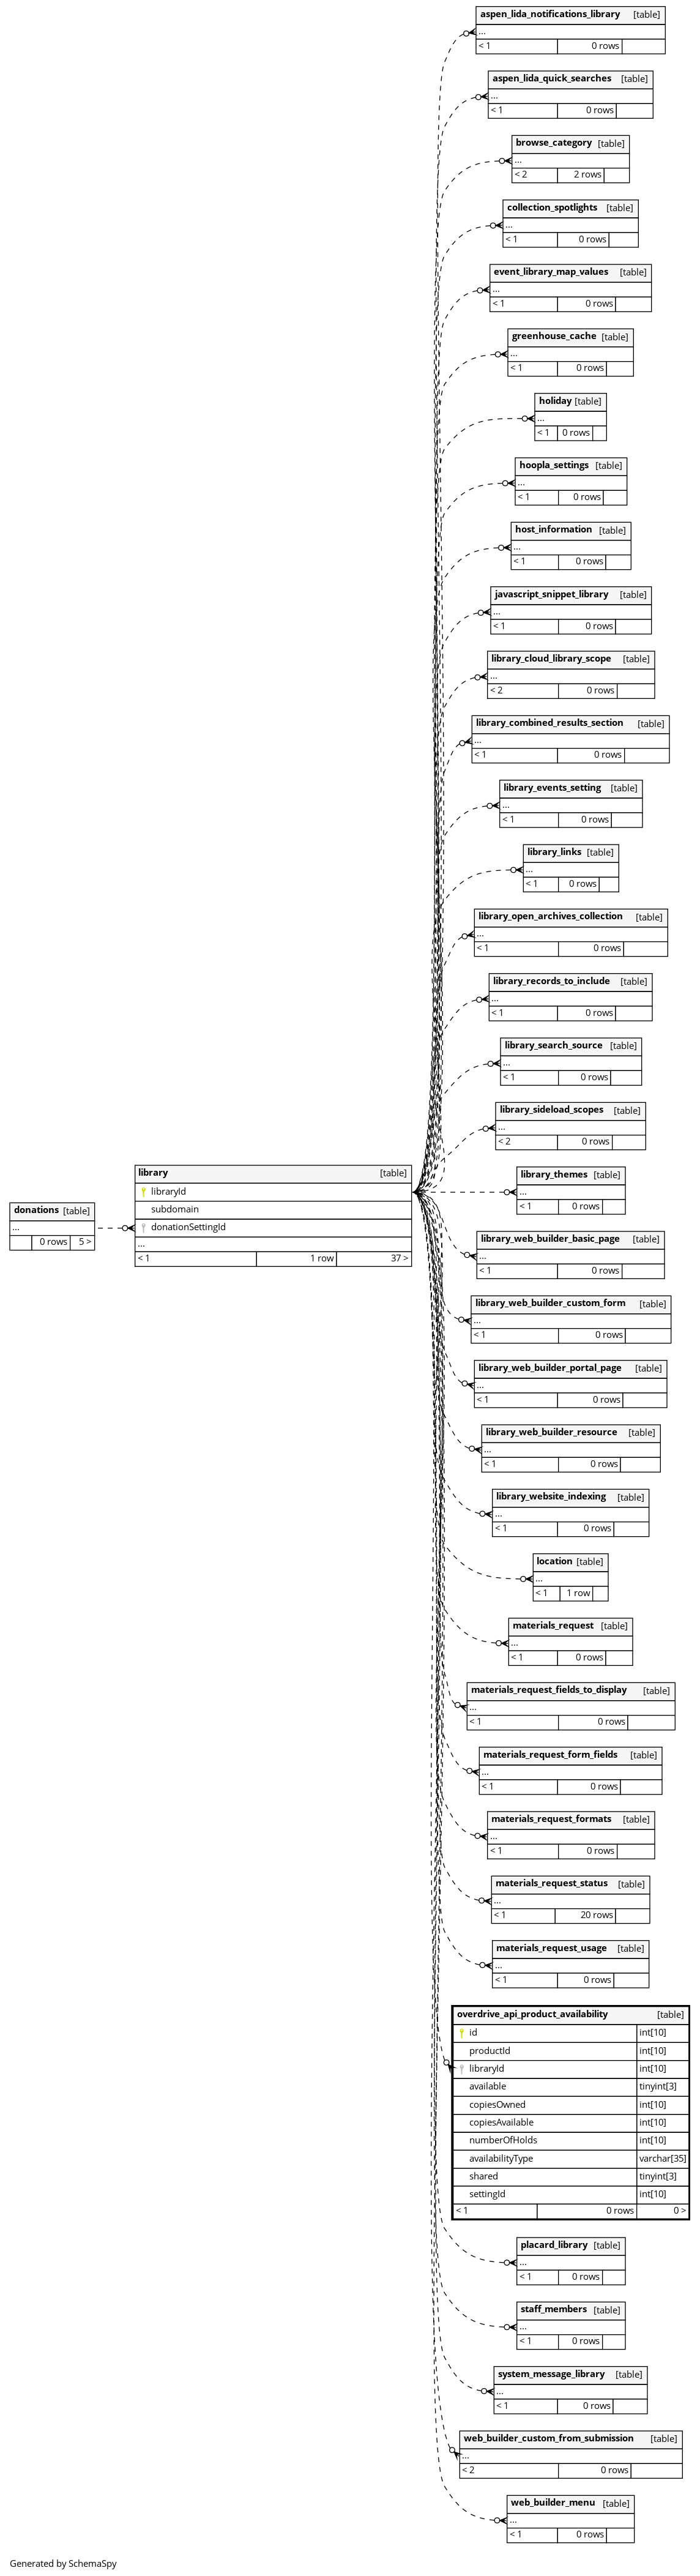 aspen_lida_notifications_library [table]
...
< 1 0 rows
aspen_lida_quick_searches [table]
...
< 1 0 rows
browse_category [table]
...
< 2 2 rows
collection_spotlights [table]
...
< 1 0 rows
event_library_map_values [table]
...
< 1 0 rows
greenhouse_cache [table]
...
< 1 0 rows
holiday [table]
...
< 1 0 rows
hoopla_settings [table]
...
< 1 0 rows
host_information [table]
...
< 1 0 rows
javascript_snippet_library [table]
...
< 1 0 rows
library_cloud_library_scope [table]
...
< 2 0 rows
library_combined_results_section [table]
...
< 1 0 rows
library_events_setting [table]
...
< 1 0 rows
library_links [table]
...
< 1 0 rows
library_open_archives_collection [table]
...
< 1 0 rows
library_records_to_include [table]
...
< 1 0 rows
library_search_source [table]
...
< 1 0 rows
library_sideload_scopes [table]
...
< 2 0 rows
library_themes [table]
...
< 1 0 rows
donations [table]
...
0 rows 5 >
library [table]
libraryId
subdomain
donationSettingId
...
< 1 1 row 37 >
library_web_builder_basic_page [table]
...
< 1 0 rows
library_web_builder_custom_form [table]
...
< 1 0 rows
library_web_builder_portal_page [table]
...
< 1 0 rows
library_web_builder_resource [table]
...
< 1 0 rows
library_website_indexing [table]
...
< 1 0 rows
location [table]
...
< 1 1 row
materials_request [table]
...
< 1 0 rows
materials_request_fields_to_display [table]
...
< 1 0 rows
materials_request_form_fields [table]
...
< 1 0 rows
materials_request_formats [table]
...
< 1 0 rows
materials_request_status [table]
...
< 1 20 rows
materials_request_usage [table]
...
< 1 0 rows
overdrive_api_product_availability [table]
id int[10]
productId int[10]
libraryId int[10]
available tinyint[3]
copiesOwned int[10]
copiesAvailable int[10]
numberOfHolds int[10]
availabilityType varchar[35]
shared tinyint[3]
settingId int[10]
< 1 0 rows 0 >
placard_library [table]
...
< 1 0 rows
staff_members [table]
...
< 1 0 rows
system_message_library [table]
...
< 1 0 rows
web_builder_custom_from_submission [table]
...
< 2 0 rows
web_builder_menu [table]
...
< 1 0 rows
Generated by SchemaSpy